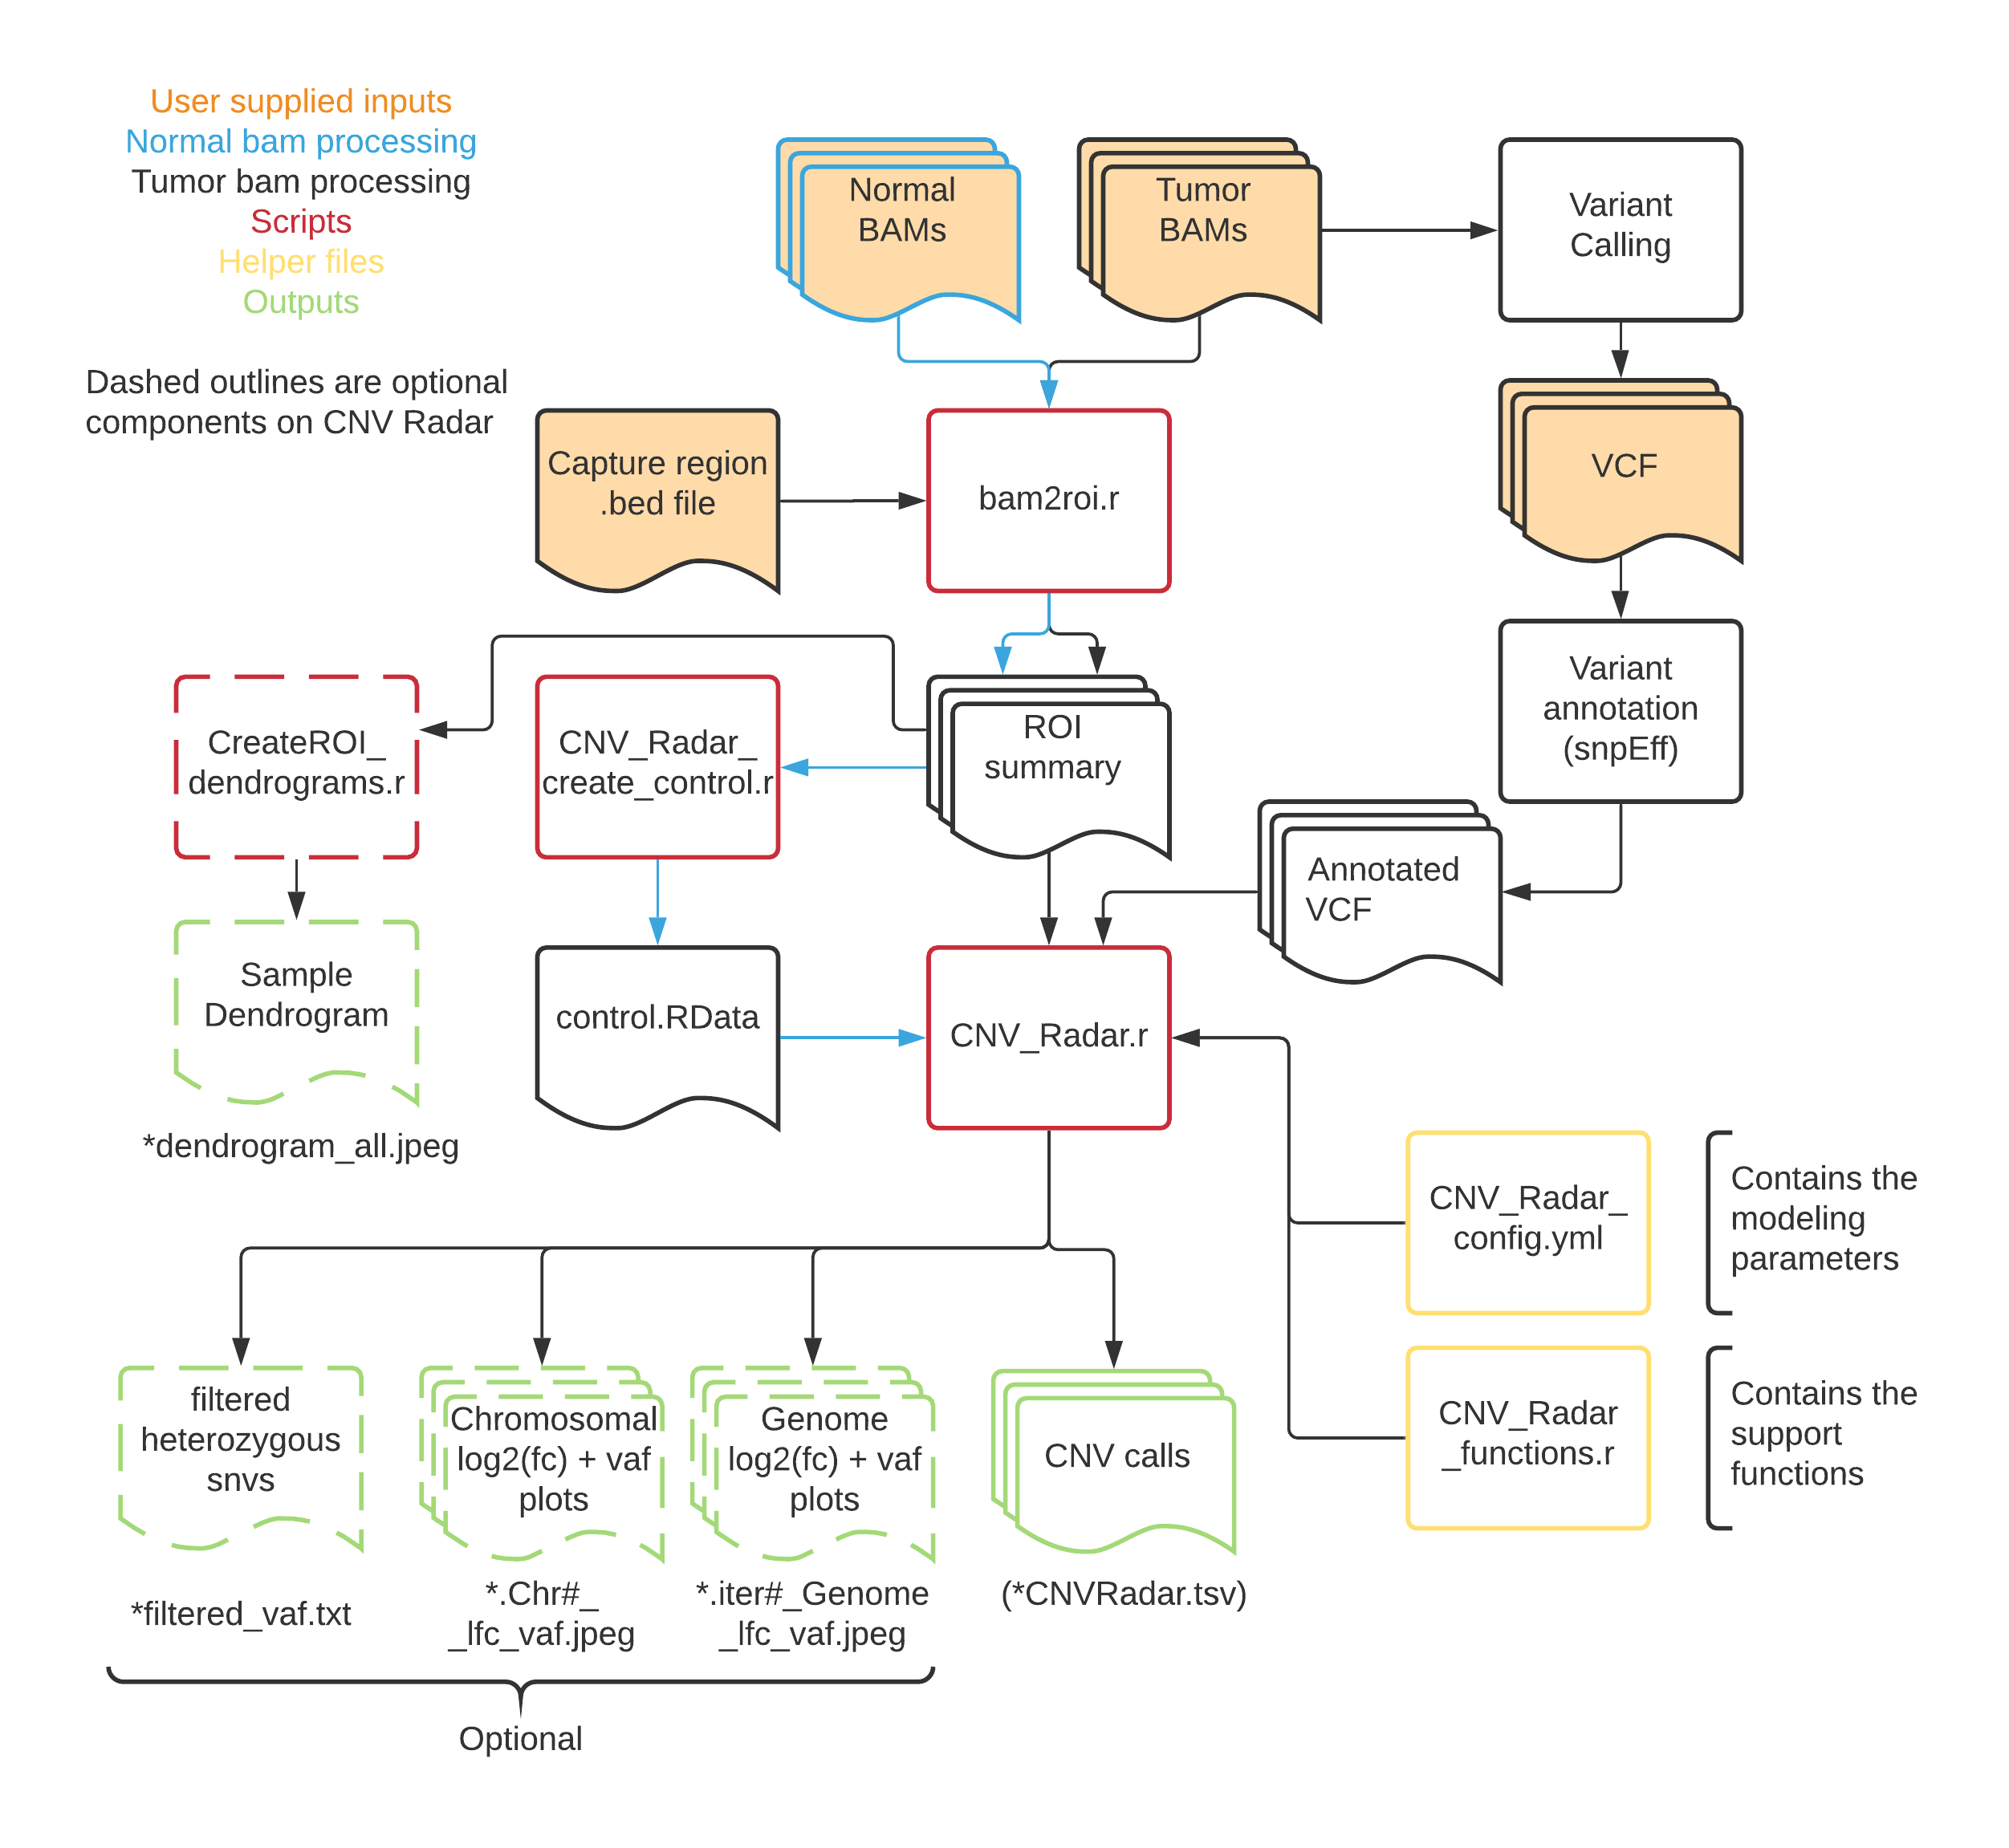 User supplied inputs
Normal bam processing
Tumor bam processing
Scripts
Helper files
Outputs
Dashed outlines are optional
components on CNV Radar
Normal
BAMs
Tumor
BAMs
Variant
Calling
Capture region
.bed file
bam2roi.r
VCF
CreateROI_
dendrograms.r
CNV_Radar_
create_control.r
ROI
summary
Variant
annotation
(snpEff)
Annotated
VCF
Sample
Dendrogram
*dendrogram_all.jpeg
control.RData
CNV_Radar.r
CNV_Radar_
config.yml
Contains the
modeling
parameters
CNV_Radar
_functions.r
Contains the
support
functions
filtered
heterozygous
snvs
*filtered_vaf.txt
Chromosomal
log2(fc) + vaf
plots
*.Chr#_
_lfc_vaf.jpeg
Genome
log2(fc) + vaf
plots
*.iter#_Genome
_lfc_vaf.jpeg
CNV calls
(*CNVRadar.tsv)
Optional